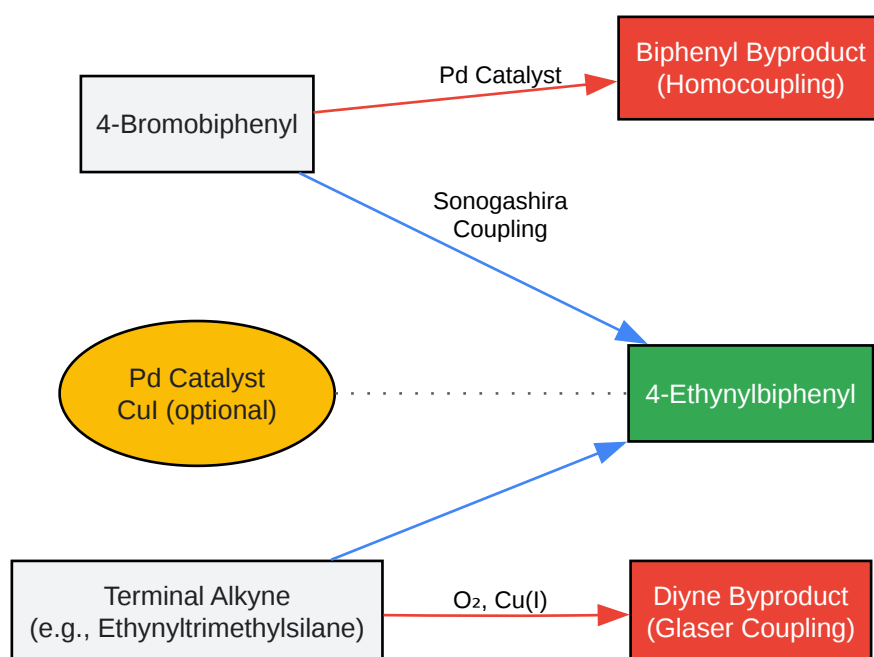 Biphenyl Byproduct
(Homocoupling)
Pd Catalyst
4-Bromobiphenyl
Sonogashira
Coupling
Pd Catalyst
CuI (optional)
4-Ethynylbiphenyl
Terminal Alkyne
(e.g., Ethynyltrimethylsilane)
O₂, Cu(I)
Diyne Byproduct
(Glaser Coupling)